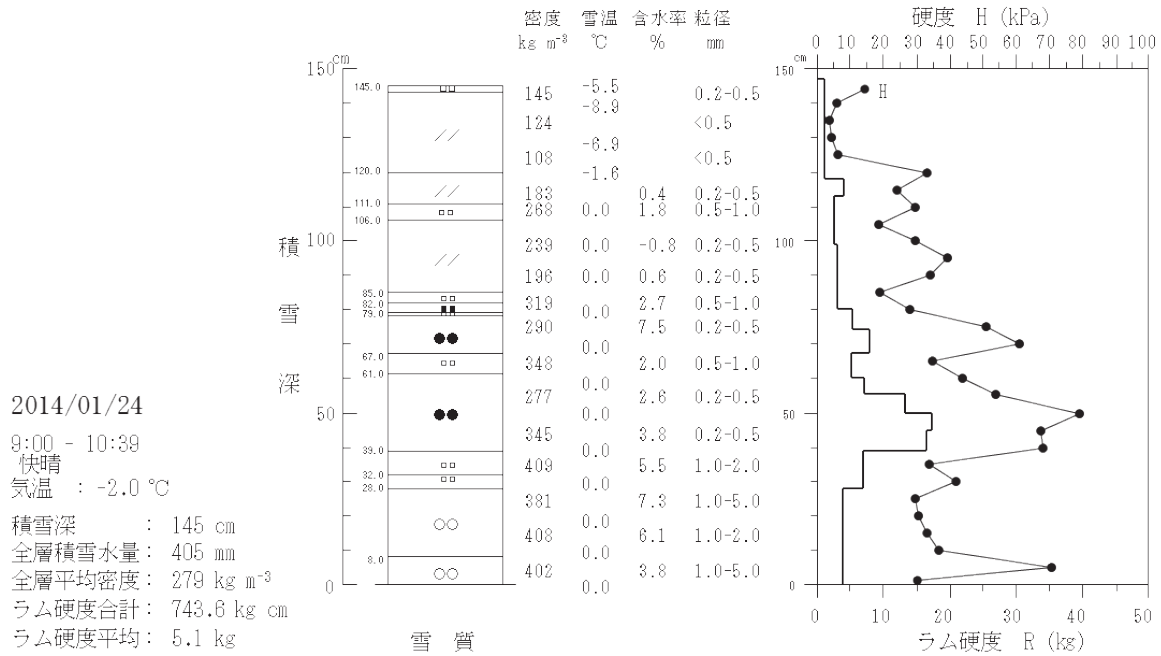 密度 雪温 含水率 粒径
kg m⁻³ ℃ % mm
硬度 H (kPa)
0 10 20 30 40 50 60 70 80 90 100
150 cm
145.0
120.0
111.0
106.0
100
85.0
82.0
79.0
67.0
61.0
50
39.0
32.0
28.0
8.0
0
積雪深
雪質
145 -5.5 0.2-0.5
-8.9
124 <0.5
-6.9
108 <0.5
-1.6
183 0.4 0.2-0.5
268 0.0 1.8 0.5-1.0
239 0.0 -0.8 0.2-0.5
196 0.0 0.6 0.2-0.5
319 2.7 0.5-1.0
0.0
290 7.5 0.2-0.5
0.0
348 2.0 0.5-1.0
0.0
277 2.6 0.2-0.5
0.0
345 3.8 0.2-0.5
0.0
409 5.5 1.0-2.0
0.0
381 7.3 1.0-5.0
0.0
408 6.1 1.0-2.0
0.0
402 3.8 1.0-5.0
0.0
cm
150
H
100
50
0
0 10 20 30 40 50
ラム硬度 R (kg)
2014/01/24
9:00 - 10:39
快晴
気温 : -2.0 ℃
積雪深 : 145 cm
全層積雪水量 : 405 mm
全層平均密度 : 279 kg m⁻³
ラム硬度合計 : 743.6 kg cm
ラム硬度平均 : 5.1 kg